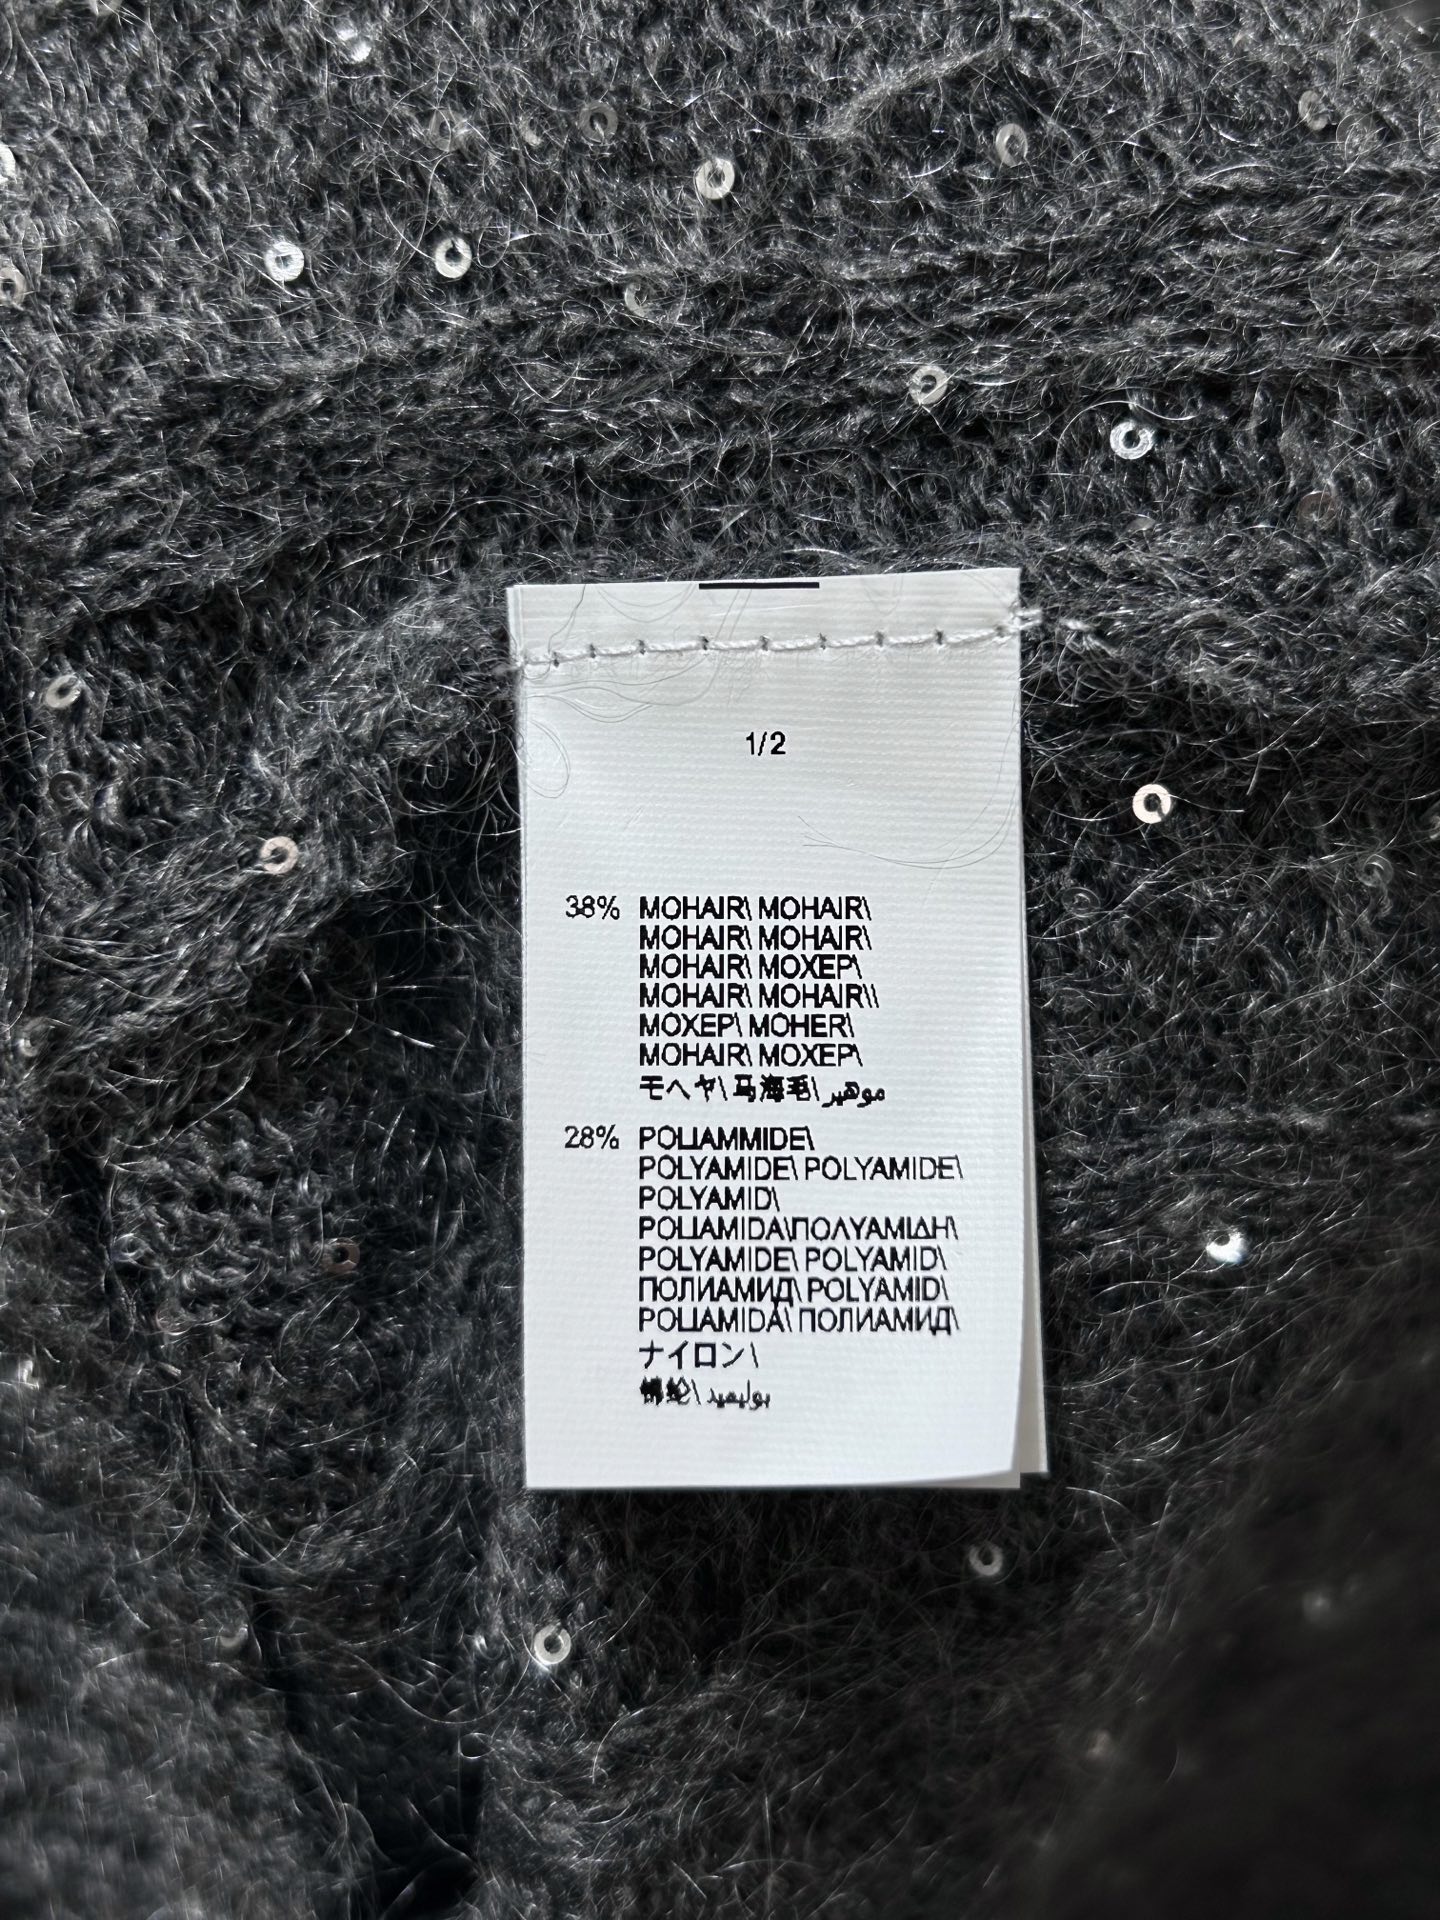 1/2
38% MOHAIR\ MOHAIR\
MOHAIR\ MOHAIR\
MOHAIR\ MOXEP\
MOHAIR\ MOHAIR\\
МОХЕР\ MOHER\
MOHAIR\ МОХЕР\
モヘヤ\ 马海毛\ موهير
28% POLIAMMIDE\
POLYAMIDE\ POLYAMIDE\
POLYAMID\
POLIAMIDA\ΠΟΛΥΑΜΙΔΗ\
POLYAMIDE\ POLYAMID\
ПОЛИАМИД\ POLYAMID\
POLIAMIDA\ ПОЛИАМИД\
ナイロン\
锦纶\ بوليميد